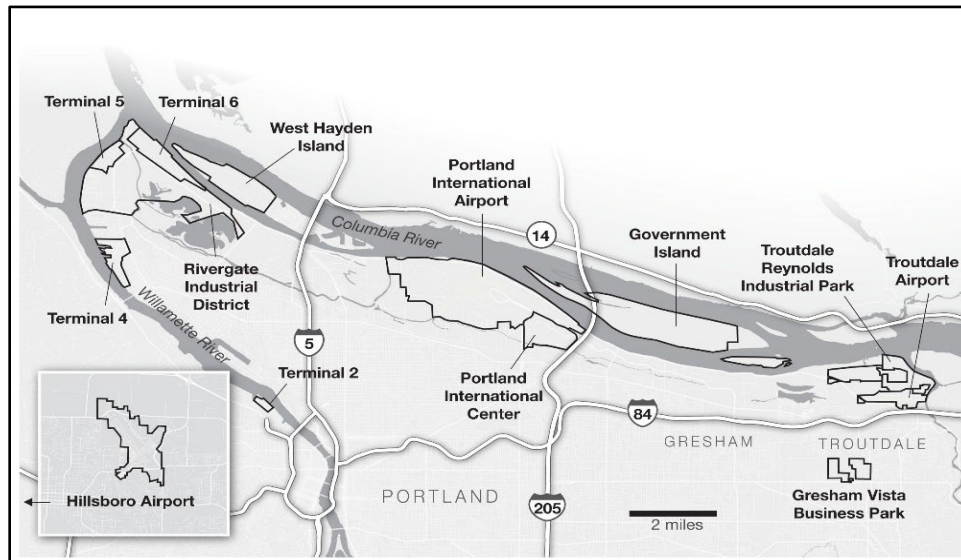 Terminal 5
Terminal 6
West Hayden
Island
Portland
International
Airport
Columbia River
14
Government
Island
Troutdale
Reynolds
Industrial Park
Troutdale
Airport
Rivergate
Industrial
District
Terminal 4
Willamette River
5
Terminal 2
Portland
International
Center
84
GRESHAM
TROUTDALE
Hillsboro Airport
PORTLAND
205
2 miles
Gresham Vista
Business Park